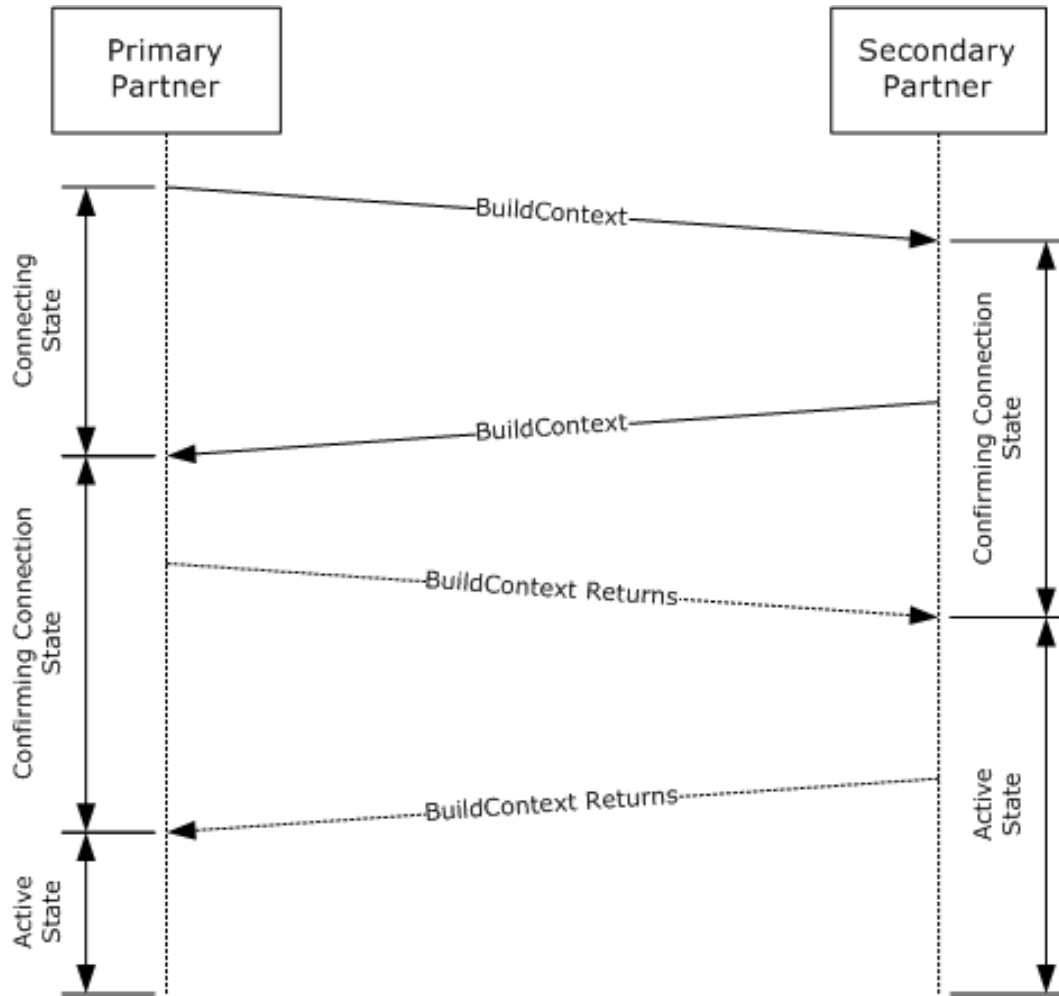 Primary
Partner
Secondary
Partner
BuildContext
Connecting
State
Confirming Connection
State
BuildContext
Confirming Connection
State
BuildContext Returns
BuildContext Returns
Active
State
Active
State